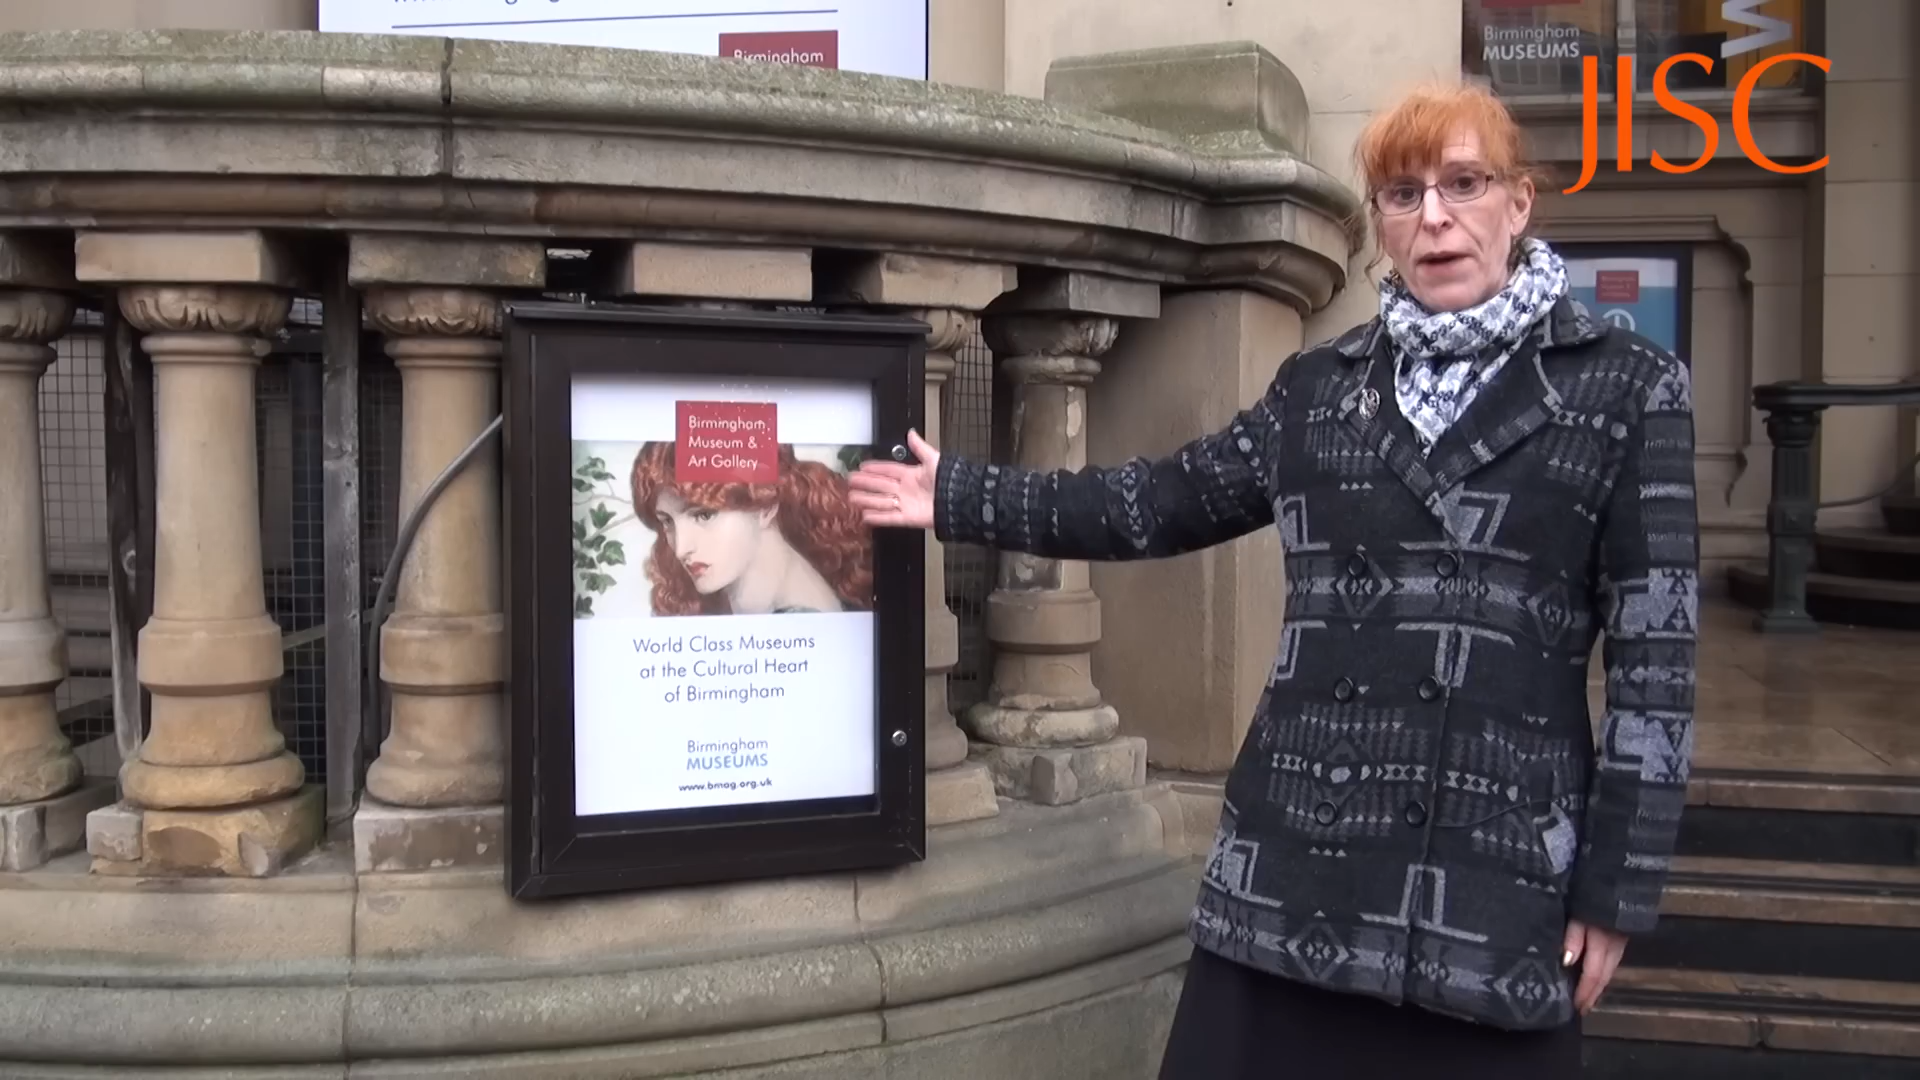 Birmingham
Birmingham
MUSEUMS
JISC
Birmingham
Museum &
Art Gallery
World Class Museums
at the Cultural Heart
of Birmingham
Birmingham
MUSEUMS
www.bmag.org.uk